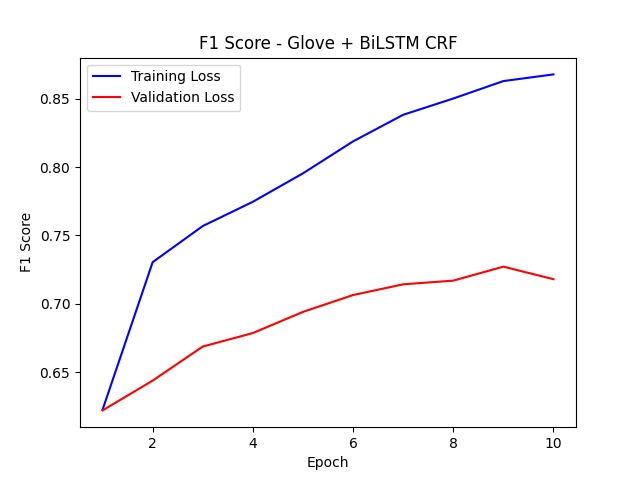 F1 Score - Glove + BiLSTM CRF
Training Loss
Validation Loss
0.85
0.80
0.75
0.70
0.65
F1 Score
2 4 6 8 10
Epoch